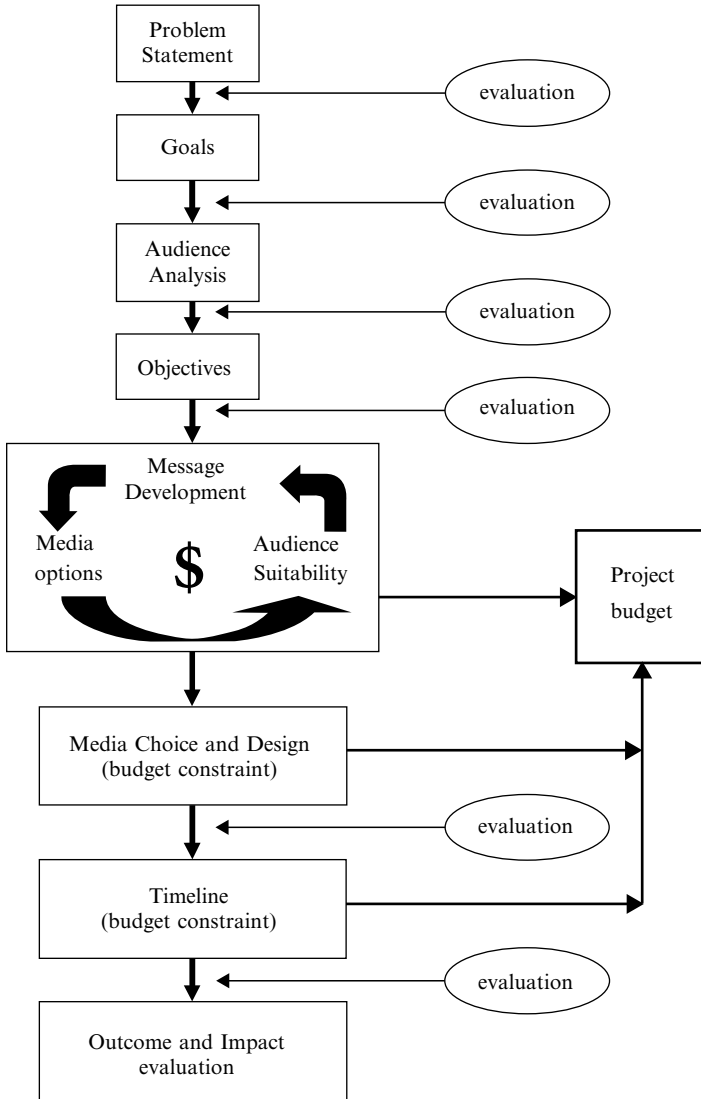 Problem
Statement
evaluation
Goals
evaluation
Audience
Analysis
evaluation
Objectives
evaluation
Message
Development
Media
options
$
Audience
Suitability
Project
budget
Media Choice and Design
(budget constraint)
evaluation
Timeline
(budget constraint)
evaluation
Outcome and Impact
evaluation